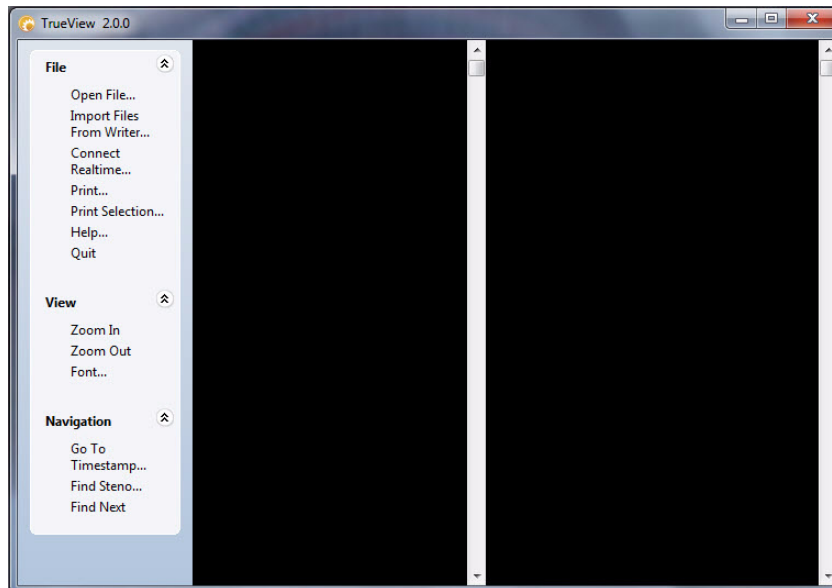 TrueView 2.0.0
File
Open File...
Import Files
From Writer...
Connect
Realtime...
Print...
Print Selection...
Help...
Quit
View
Zoom In
Zoom Out
Font...
Navigation
Go To
Timestamp...
Find Steno...
Find Next